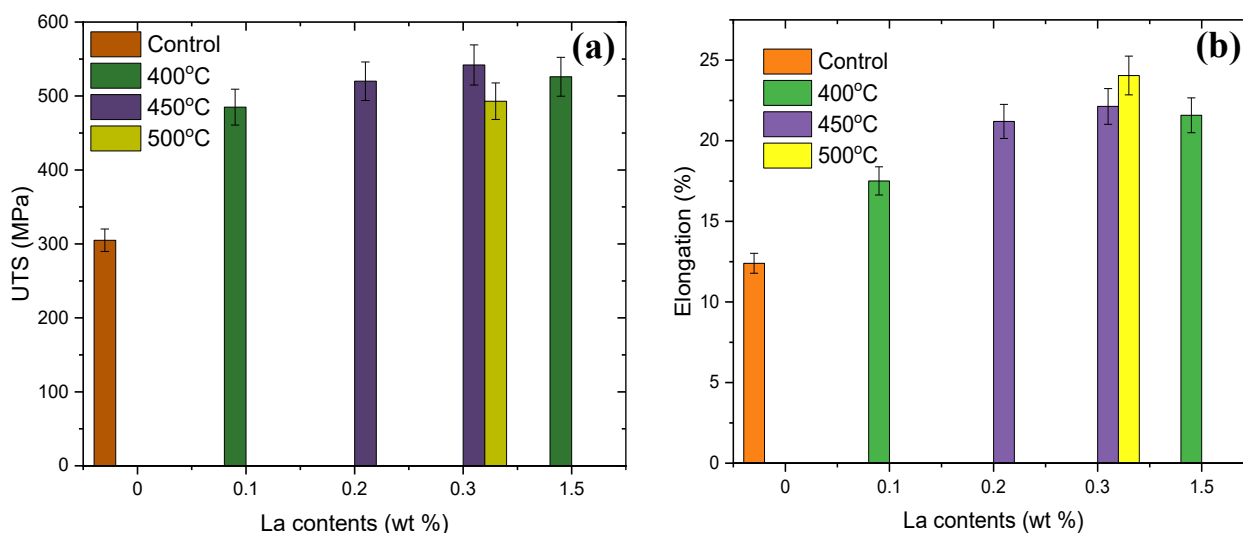 (a)
Control
400°C
450°C
500°C
UTS (MPa)
600
500
400
300
200
100
0
0 0.1 0.2 0.3 1.5
La contents (wt %)
(b)
Control
400°C
450°C
500°C
Elongation (%)
25
20
15
10
5
0
0 0.1 0.2 0.3 1.5
La contents (wt %)